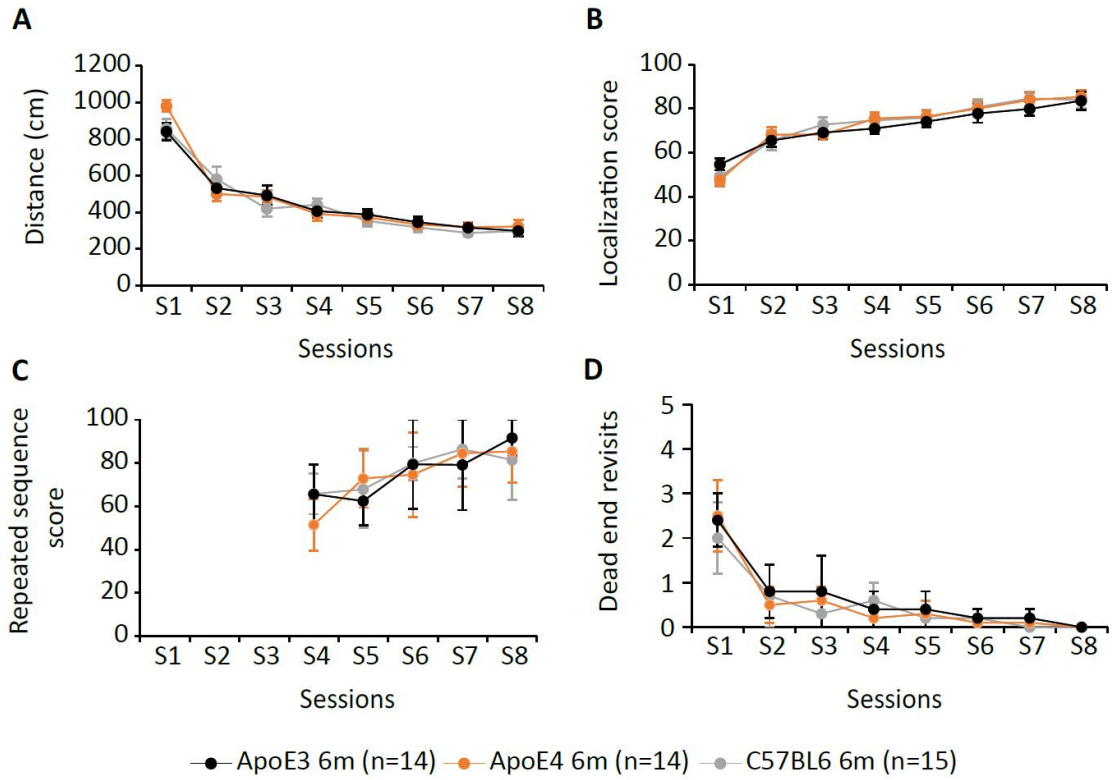 A
Distance (cm)
1200
1000
800
600
400
200
0
S1 S2 S3 S4 S5 S6 S7 S8
Sessions
B
Localization score
100
80
60
40
20
0
S1 S2 S3 S4 S5 S6 S7 S8
Sessions
C
Repeated sequence
score
100
80
60
40
20
0
S1 S2 S3 S4 S5 S6 S7 S8
Sessions
D
Dead end revisits
5
4
3
2
1
0
S1 S2 S3 S4 S5 S6 S7 S8
Sessions
ApoE3 6m (n=14) ApoE4 6m (n=14) C57BL6 6m (n=15)